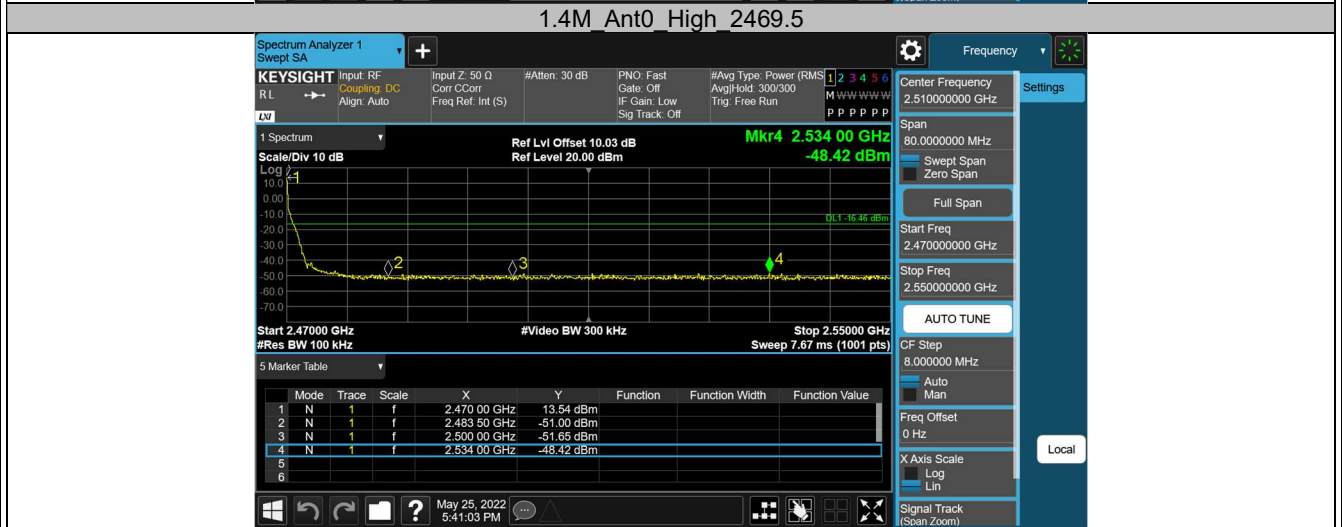 1.4M_Ant0_High_2469.5
Spectrum Analyzer 1
Swept SA
Frequency
KEYSIGHT
RL
LXI
Input: RF
Coupling: DC
Align: Auto
Input Z: 50 Ω
Corr CCorr
Freq Ref: Int (S)
#Atten: 30 dB
PNO: Fast
Gate: Off
IF Gain: Low
Sig Track: Off
#Avg Type: Power (RMS
Avg|Hold: 300/300
Trig: Free Run
1 2 3 4 5 6
M W W W W W
P P P P P P
Center Frequency
2.510000000 GHz
Settings
Span
80.0000000 MHz
Swept Span
Zero Span
Full Span
Start Freq
2.470000000 GHz
Stop Freq
2.550000000 GHz
AUTO TUNE
CF Step
8.000000 MHz
Auto
Man
Freq Offset
0 Hz
X Axis Scale
Log
Lin
Local
Signal Track
(Span Zoom)
1 Spectrum
Scale/Div 10 dB
Ref Lvl Offset 10.03 dB
Ref Level 20.00 dBm
Mkr4 2.534 00 GHz
-48.42 dBm
Log
10.0
0.00
-10.0
-20.0
-30.0
-40.0
-50.0
-60.0
-70.0
1
2
3
4
DL1 -16.46 dBm
Start 2.47000 GHz
#Video BW 300 kHz
Stop 2.55000 GHz
#Res BW 100 kHz
Sweep 7.67 ms (1001 pts)
5 Marker Table
Mode Trace Scale X Y Function Function Width Function Value
1 N 1 f 2.470 00 GHz 13.54 dBm
2 N 1 f 2.483 50 GHz -51.00 dBm
3 N 1 f 2.500 00 GHz -51.65 dBm
4 N 1 f 2.534 00 GHz -48.42 dBm
5
6
?
May 25, 2022
5:41:03 PM